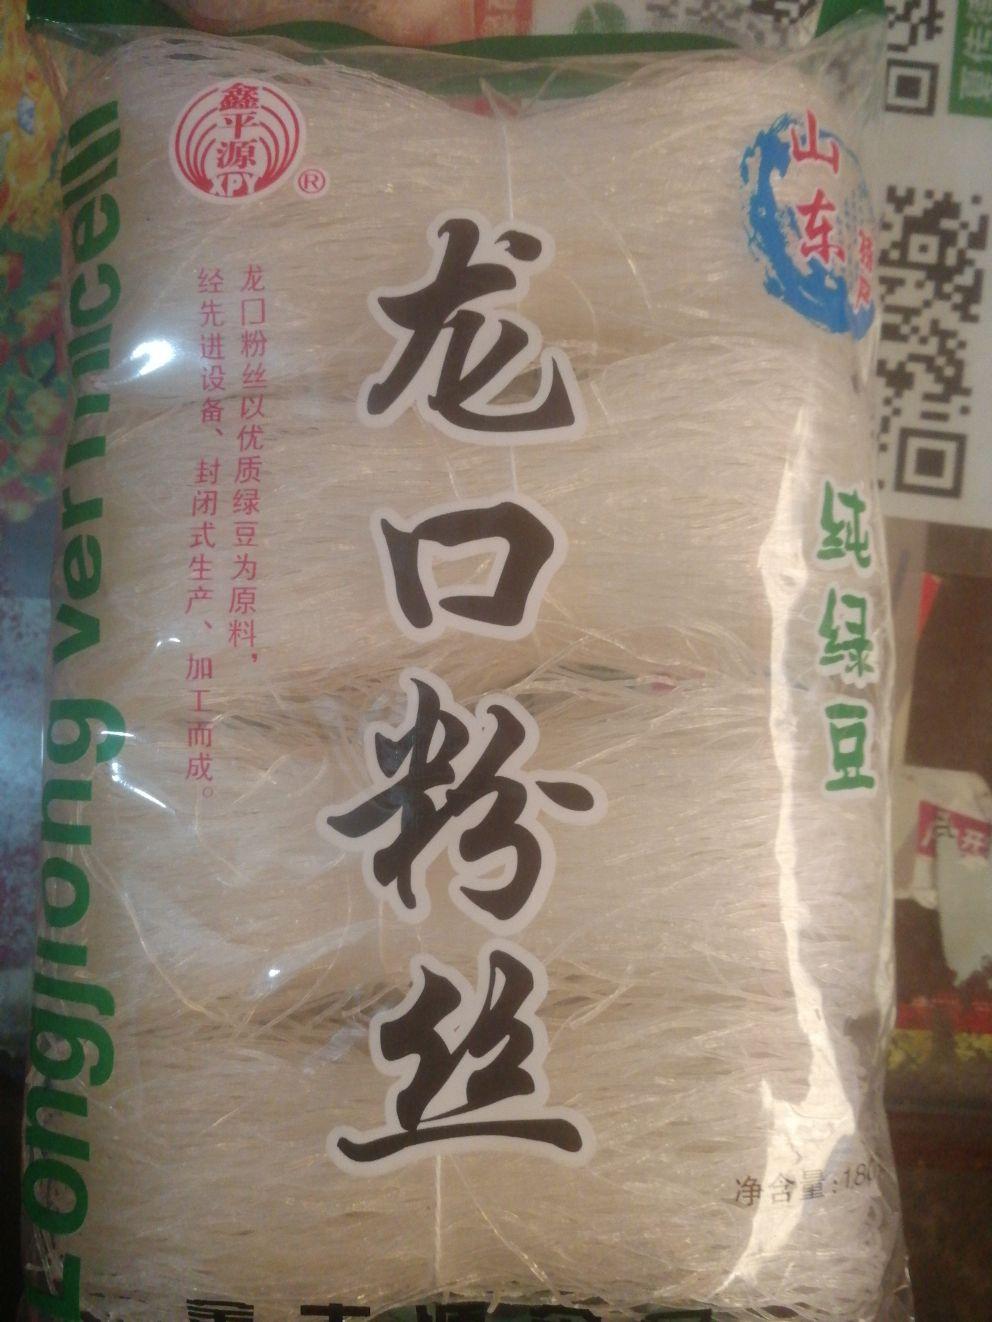 鑫平源
XPY
®
山东
龙口粉丝
龙口粉丝以优质绿豆为原料，
经先进设备、封闭式生产、加工而成。
纯绿豆
Longjiong vermicelli
净含量:180